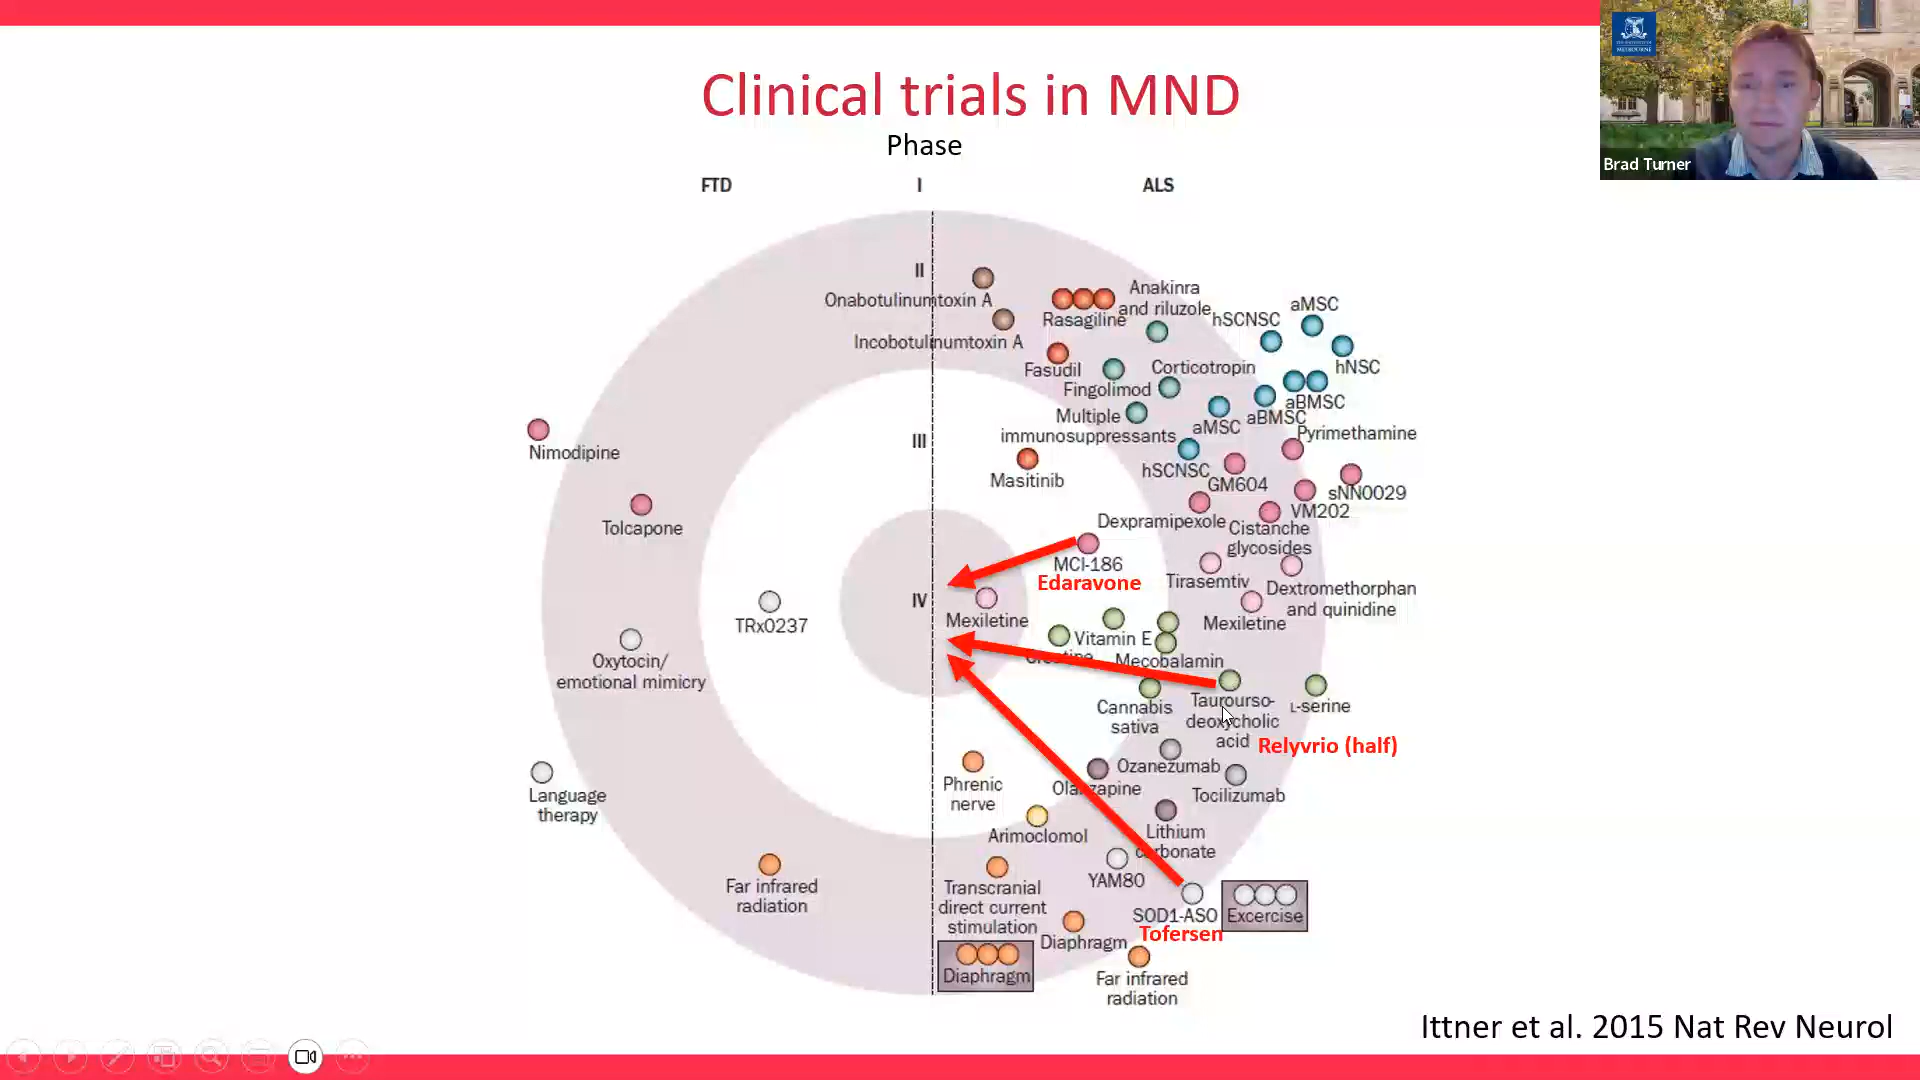 Clinical trials in MND
Phase
FTD
I
ALS
II
Onabotulinumtoxin A
Incobotulinumtoxin A
Rasagiline
Anakinra
and riluzole
hSCNSC
aMSC
hNSC
Fasudil
Fingolimod
Corticotropin
aBMSC
aBMSC
aMSC
Multiple
immunosuppressants
hSCNSC
Pyrimethamine
III
Nimodipine
Masitinib
GM604
sNN0029
VM202
Tolcapone
Dexpramipexole
Cistanche
glycosides
MCI-186
Edaravone
Tirasemtiv
Dextromethorphan
and quinidine
IV
TRx0237
Mexiletine
Mexiletine
Vitamin E
Creatine
Mecobalamin
Oxytocin/
emotional mimicry
Cannabis
sativa
Taurourso-
deoxycholic
acid
L-serine
Relyvrio (half)
Ozanezumab
Tocilizumab
Olanzapine
Phrenic
nerve
Language
therapy
Arimoclomol
Lithium
carbonate
YAM80
Far infrared
radiation
Transcranial
direct current
stimulation
SOD1-ASO
Tofersen
Excercise
Diaphragm
Diaphragm
Far infrared
radiation
Ittner et al. 2015 Nat Rev Neurol
Brad Turner
MELBOURNE